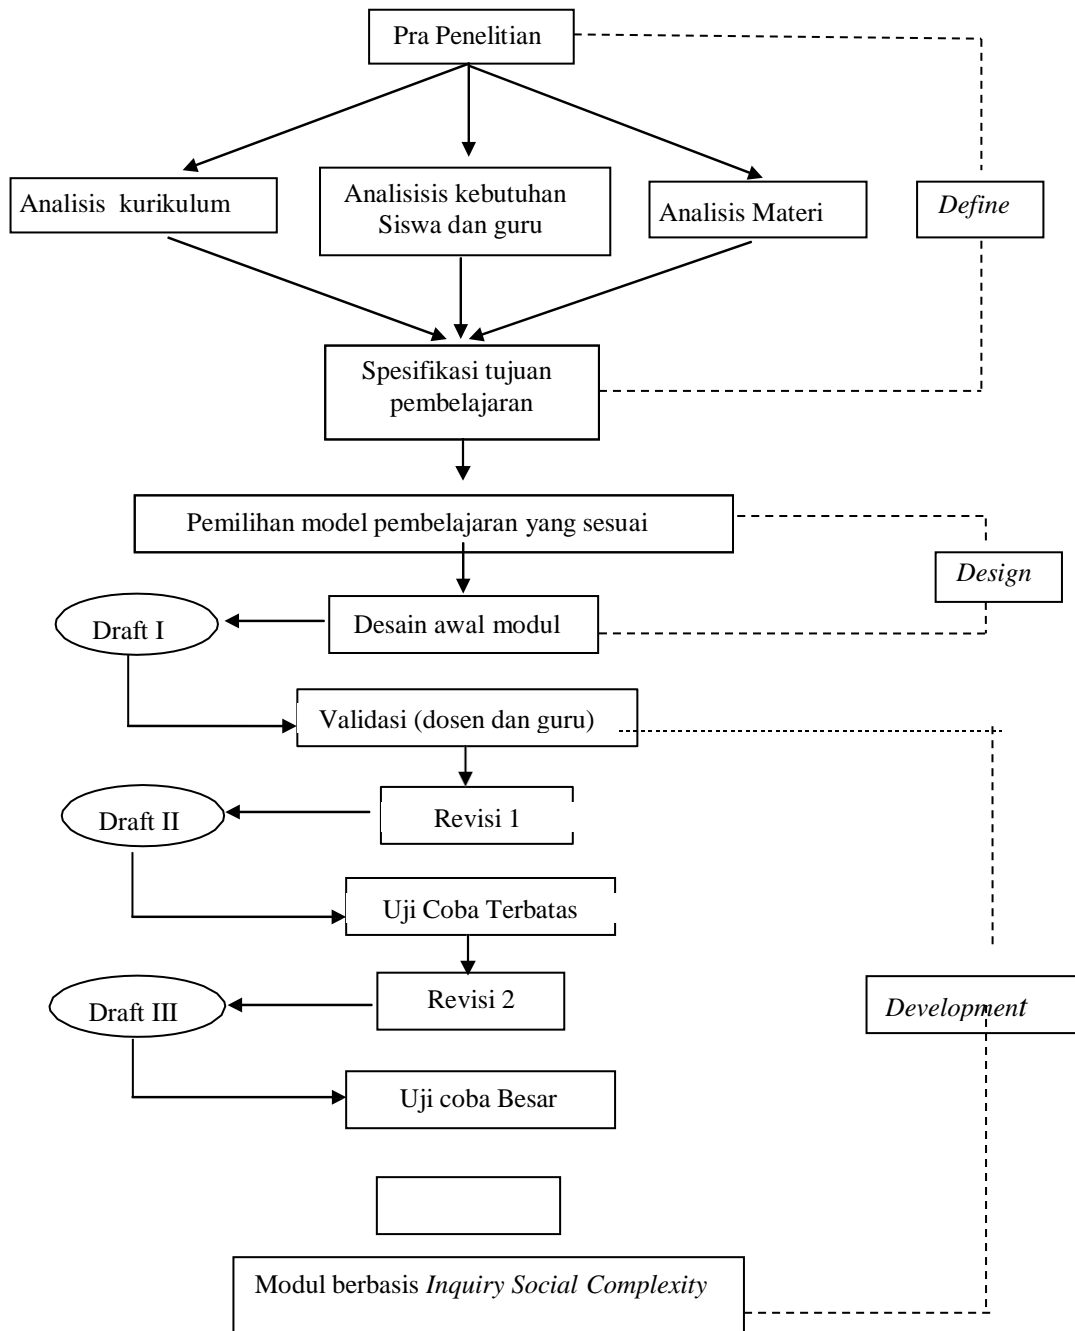 Pra Penelitian
Analisis kurikulum
Analisisis kebutuhan
Siswa dan guru
Analisis Materi
Define
Spesifikasi tujuan
pembelajaran
Pemilihan model pembelajaran yang sesuai
Design
Draft I
Desain awal modul
Validasi (dosen dan guru)
Draft II
Revisi 1
Uji Coba Terbatas
Draft III
Revisi 2
Development
Uji coba Besar
Modul berbasis Inquiry Social Complexity